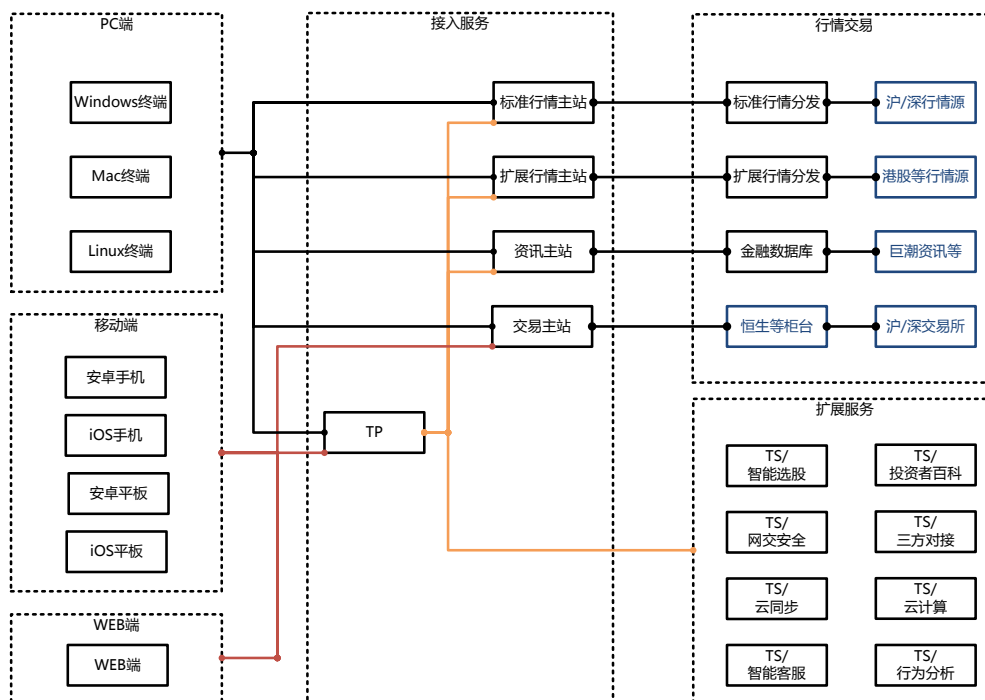 PC端
Windows终端
Mac终端
Linux终端
移动端
安卓手机
iOS手机
安卓平板
iOS平板
WEB端
WEB端
接入服务
标准行情主站
扩展行情主站
资讯主站
交易主站
TP
行情交易
标准行情分发
沪/深行情源
扩展行情分发
港股等行情源
金融数据库
巨潮资讯等
恒生等柜台
沪/深交易所
扩展服务
TS/
智能选股
TS/
投资者百科
TS/
网交安全
TS/
三方对接
TS/
云同步
TS/
云计算
TS/
智能客服
TS/
行为分析